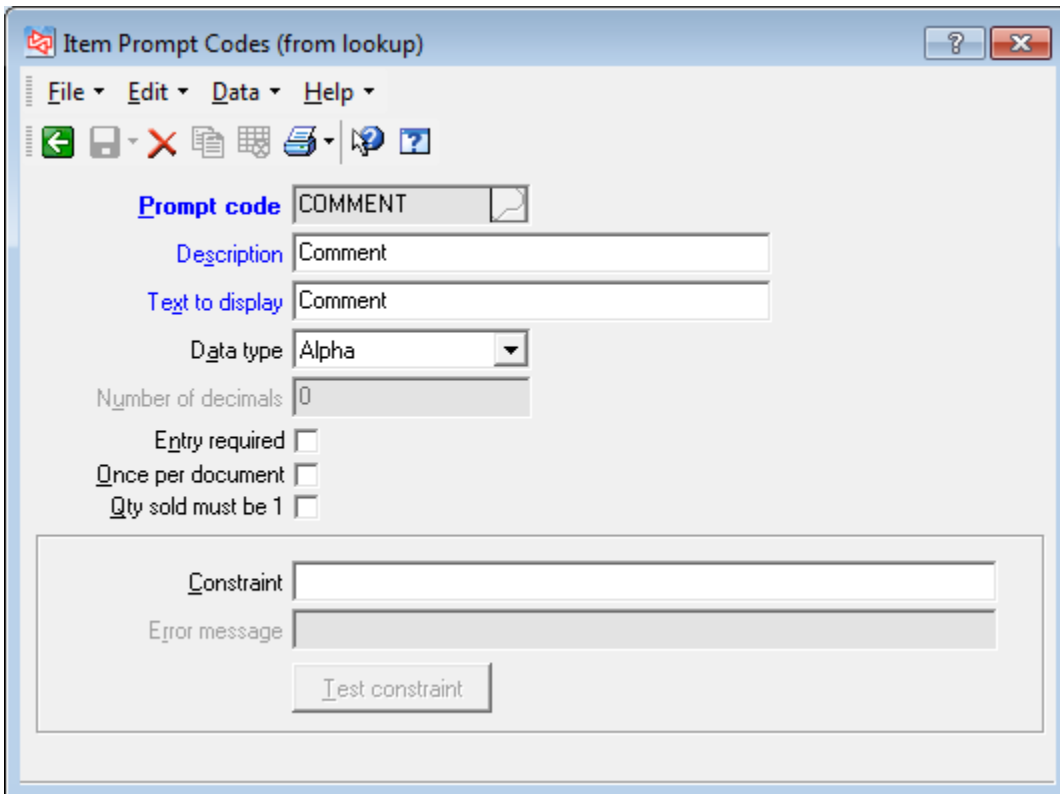 Item Prompt Codes (from lookup)
File Edit Data Help
Prompt code COMMENT
Description Comment
Text to display Comment
Data type Alpha
Number of decimals 0
Entry required
Once per document
Qty sold must be 1
Constraint
Error message
Test constraint